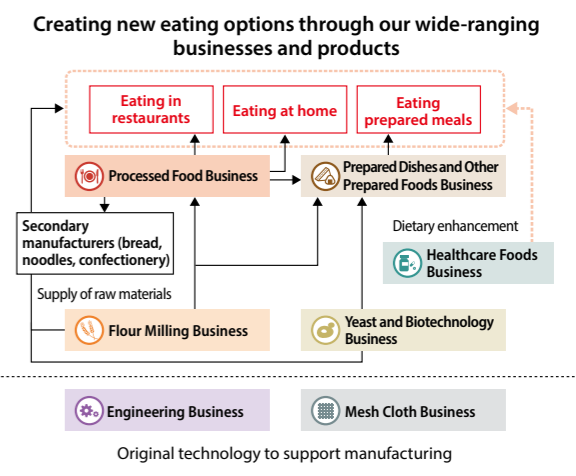 Creating new eating options through our wide-ranging
businesses and products
Eating in
restaurants
Eating at home
Eating
prepared meals
Processed Food Business
Prepared Dishes and Other
Prepared Foods Business
Secondary
manufacturers (bread,
noodles, confectionery)
Dietary enhancement
Healthcare Foods
Business
Supply of raw materials
Flour Milling Business
Yeast and Biotechnology
Business
Engineering Business
Mesh Cloth Business
Original technology to support manufacturing